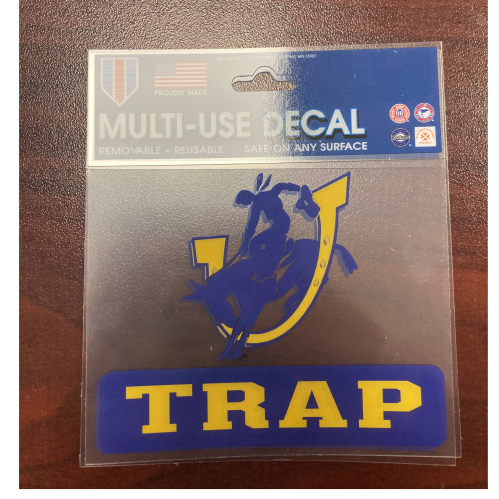 PROUDLY MADE
MULTI-USE DECAL
REMOVABLE • REUSABLE SAFE ON ANY SURFACE
TRAP